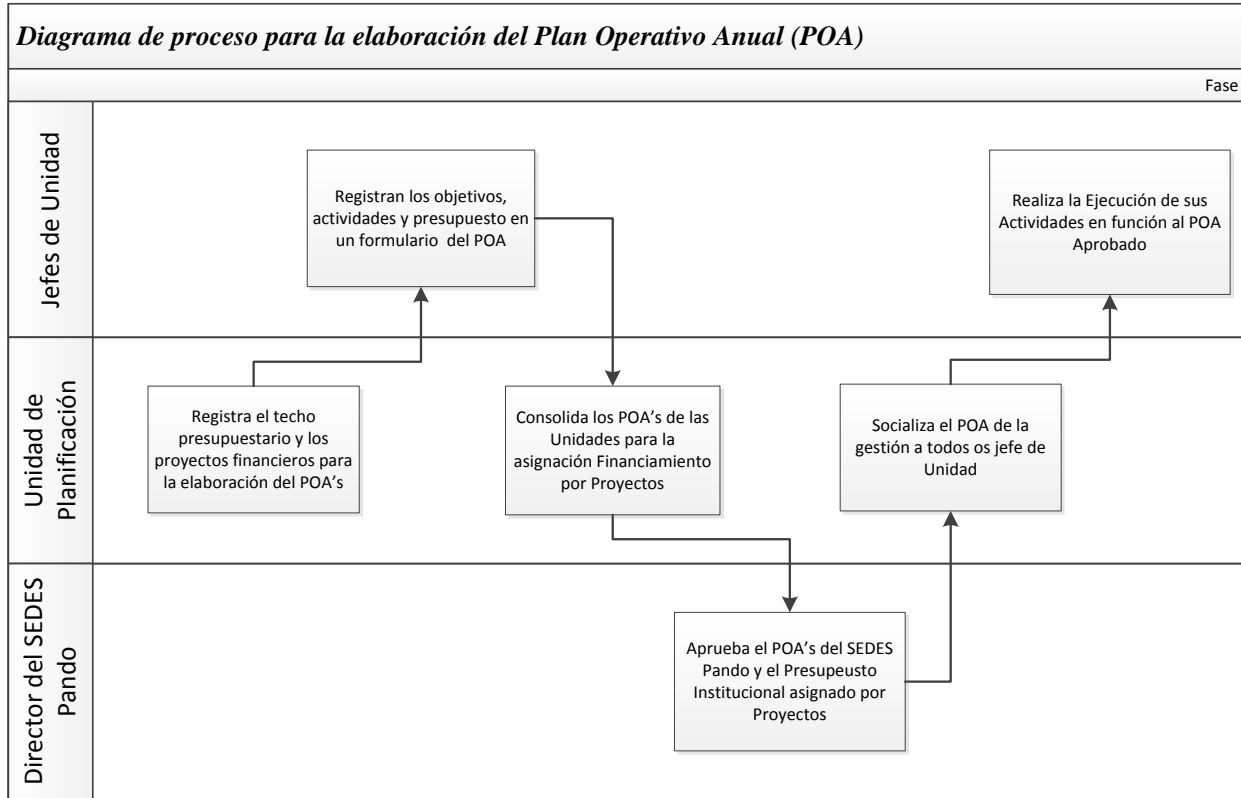 Diagrama de proceso para la elaboración del Plan Operativo Anual (POA)
Fase
Jefes de Unidad
Registran los objetivos,
actividades y presupuesto en
un formulario del POA
Realiza la Ejecución de sus
Actividades en función al POA
Aprobado
Unidad de
Planificación
Registra el techo
presupuestario y los
proyectos financieros para
la elaboración del POA's
Consolida los POA's de las
Unidades para la
asignación Financiamiento
por Proyectos
Socializa el POA de la
gestión a todos os jefe de
Unidad
Director del SEDES
Pando
Aprueba el POA's del SEDES
Pando y el Presupeusto
Institucional asignado por
Proyectos